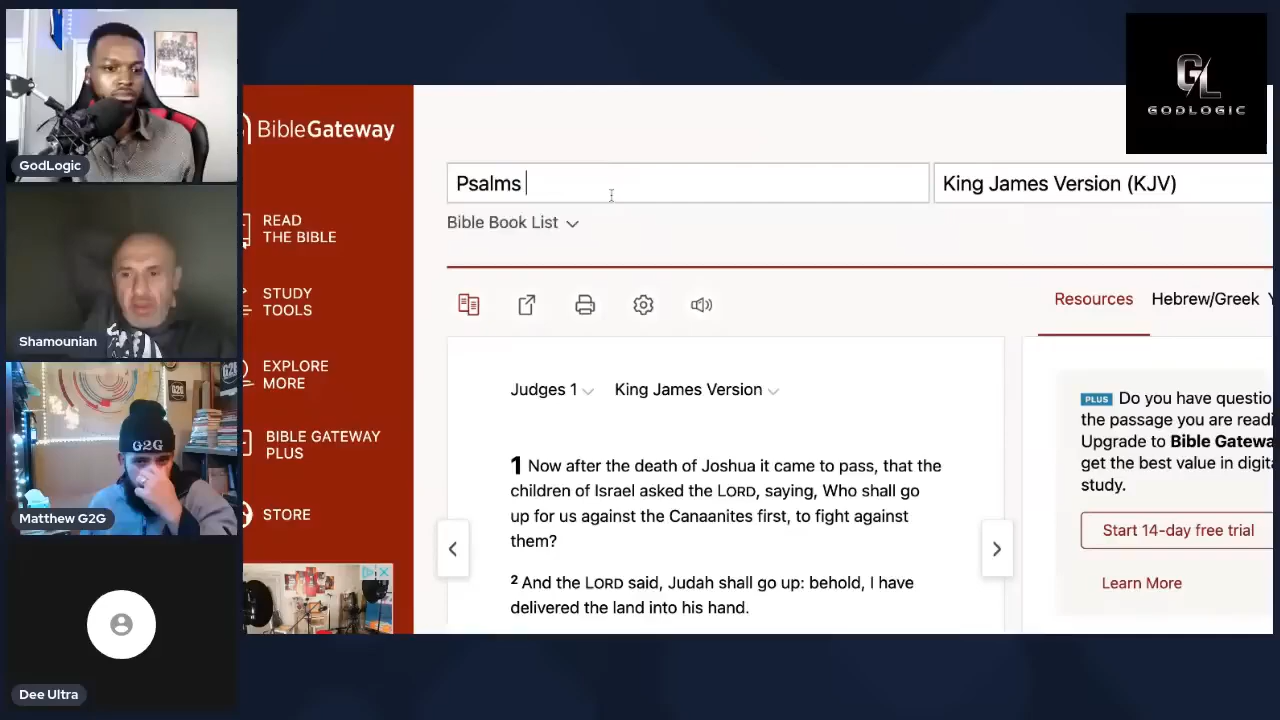 GodLogic
Shamounian
G2G
Matthew G2G
Dee Ultra
BibleGateway
READ
THE BIBLE
STUDY
TOOLS
EXPLORE
MORE
BIBLE GATEWAY
PLUS
STORE
Psalms
King James Version (KJV)
Bible Book List
Resources Hebrew/Greek Y
Judges 1 King James Version
1 Now after the death of Joshua it came to pass, that the
children of Israel asked the LORD, saying, Who shall go
up for us against the Canaanites first, to fight against
them?
2 And the LORD said, Judah shall go up: behold, I have
delivered the land into his hand.
PLUS Do you have questio
the passage you are readi
Upgrade to Bible Gatewa
get the best value in digita
study.
Start 14-day free trial
Learn More
GL
GODLOGIC